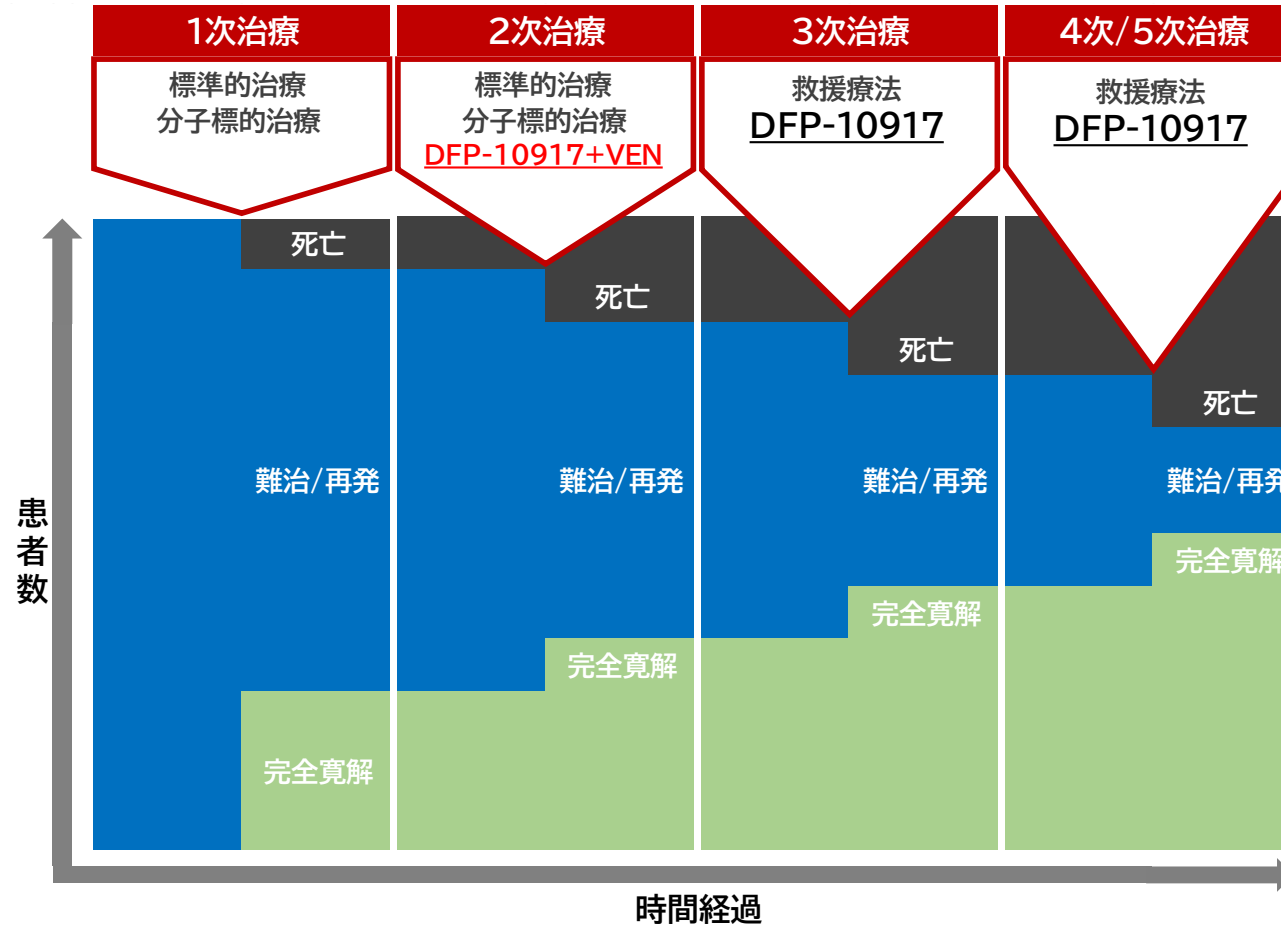 1次治療
2次治療
3次治療
4次/5次治療
標準的治療
分子標的治療
標準的治療
分子標的治療
DFP-10917+VEN
救援療法
DFP-10917
救援療法
DFP-10917
死亡
死亡
死亡
死亡
難治/再発
難治/再発
難治/再発
難治/再発
完全寛解
完全寛解
完全寛解
完全寛解
患者数
時間経過